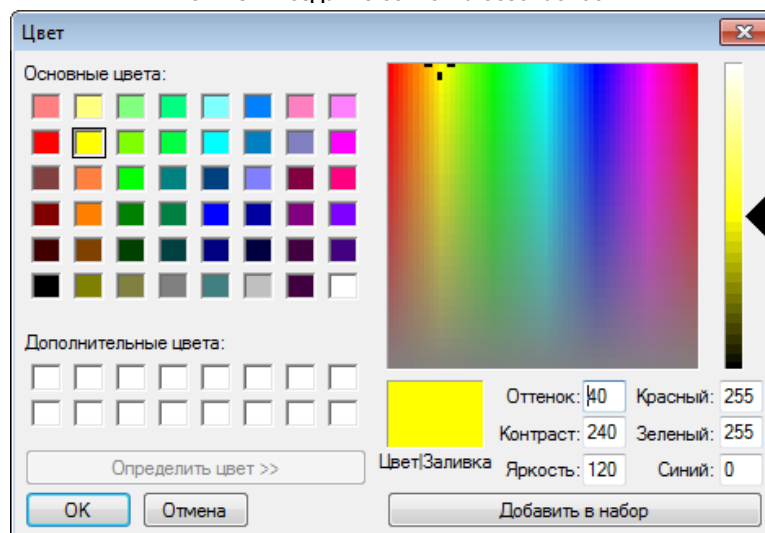 Цвет
Основные цвета:
Дополнительные цвета:
Определить цвет >>
OK
Отмена
Цвет|Заливка
Оттенок: 40
Контраст: 240
Яркость: 120
Красный: 255
Зеленый: 255
Синий: 0
Добавить в набор